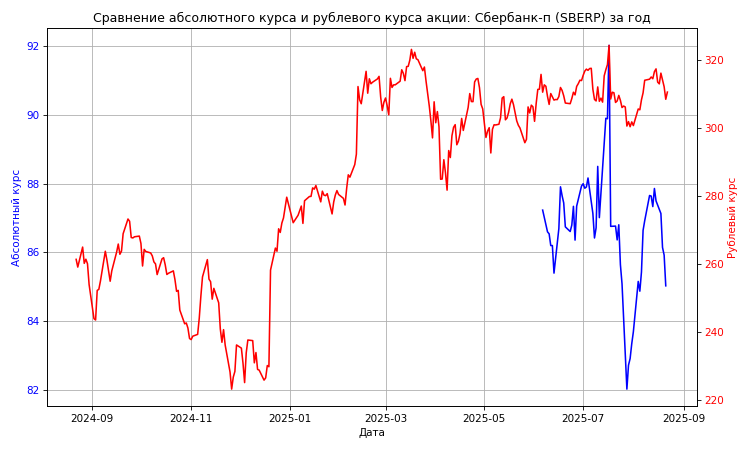 Сравнение абсолютного курса и рублевого курса акции: Сбербанк-п (SBERP) за год
Абсолютный курс
92
90
88
86
84
82
320
300
280
260
240
220
Рублевый курс
2024-09 2024-11 2025-01 2025-03 2025-05 2025-07 2025-09
Дата